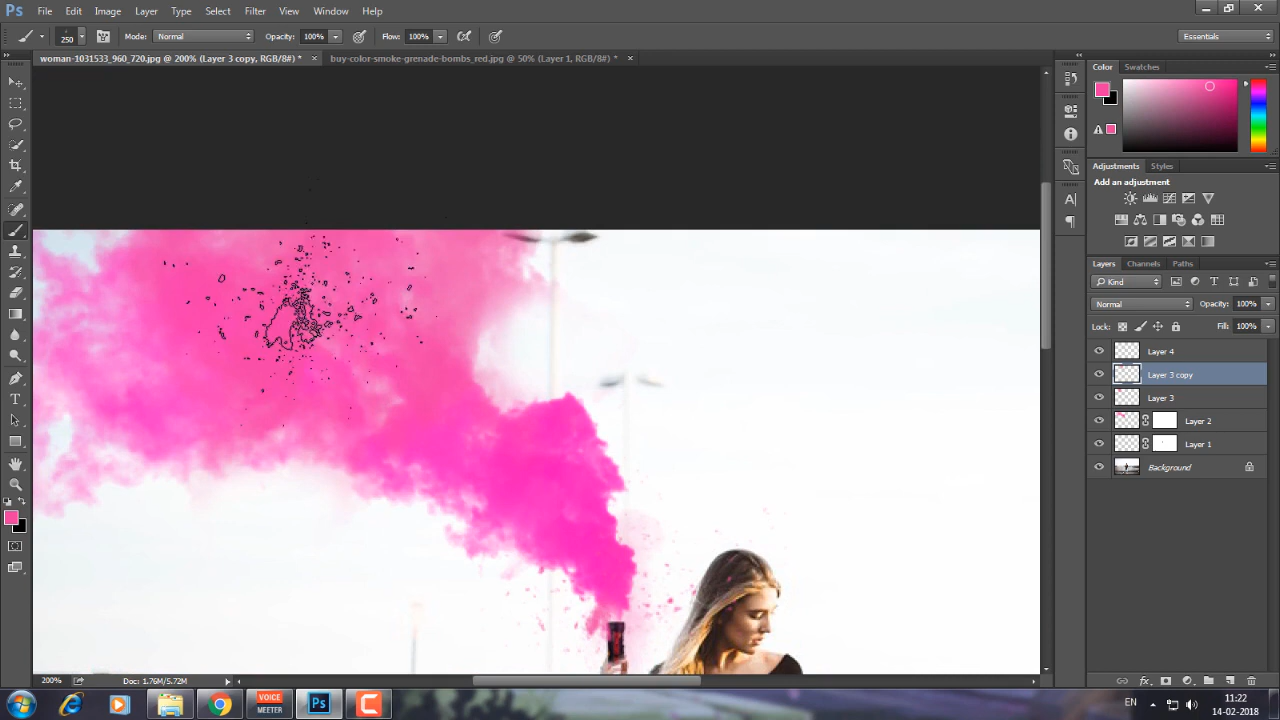 Ps File Edit Image Layer Type Select Filter View Window Help
250 Mode: Normal Opacity: 100% Flow: 100% Essentials
woman-1031533_960_720.jpg @ 200% (Layer 3 copy, RGB/8#) * × buy-color-smoke-grenade-bombs_red.jpg @ 50% (Layer 1, RGB/8#) * ×
Color Swatches
Adjustments Styles
Add an adjustment
Layers Channels Paths
Kind
Normal Opacity: 100%
Lock: Fill: 100%
Layer 4
Layer 3 copy
Layer 3
Layer 2
Layer 1
Background
200% Doc: 1.76M/5.72M
VOICE
MEETER
Ps
EN
11:22
14-02-2018